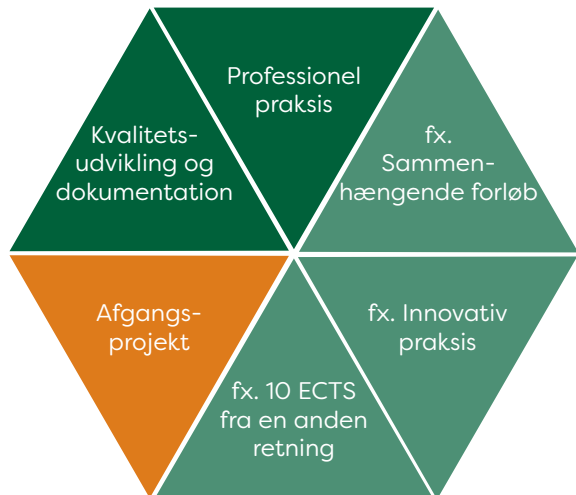 Professionel
praksis
Kvalitets-
udvikling og
dokumentation
fx.
Sammen-
hængende forløb
Afgangs-
projekt
fx. Innovativ
praksis
fx. 10 ECTS
fra en anden
retning